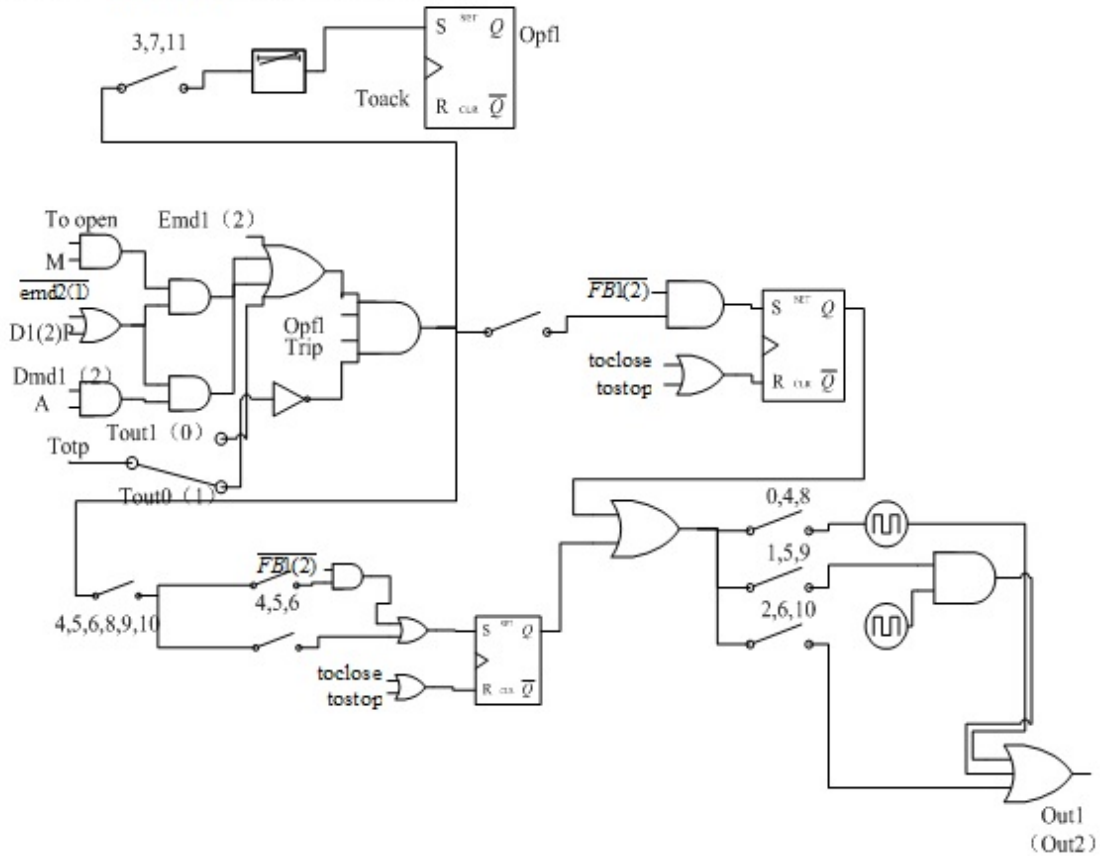 3,7,11
S SET Q
Opfl
Toack
R CLR Q
To open
Emd1（2）
M
emd2(1)
D1(2)P
Opfl
Trip
Dmd1（2）
A
Tout1（0）
Totp
Tout0（1）
FB1(2)
S SET Q
toclose
tostop
R CLR Q
0,4,8
1,5,9
2,6,10
FB1(2)
4,5,6
4,5,6,8,9,10
S SET Q
toclose
tostop
R CLR Q
Out1
（Out2）